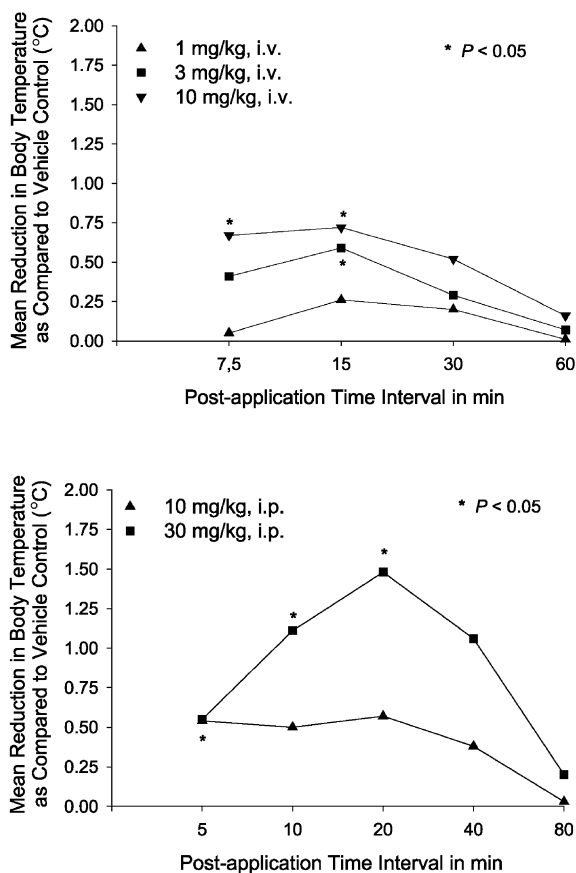 Mean Reduction in Body Temperature
as Compared to Vehicle Control (°C)
2.00
1.75
1.50
1.25
1.00
0.75
0.50
0.25
0.00
1 mg/kg, i.v.
3 mg/kg, i.v.
10 mg/kg, i.v.
* P < 0.05
*
*
*
7,5 15 30 60
Post-application Time Interval in min
Mean Reduction in Body Temperature
as Compared to Vehicle Control (°C)
2.00
1.75
1.50
1.25
1.00
0.75
0.50
0.25
0.00
10 mg/kg, i.p.
30 mg/kg, i.p.
* P < 0.05
*
*
*
5 10 20 40 80
Post-application Time Interval in min